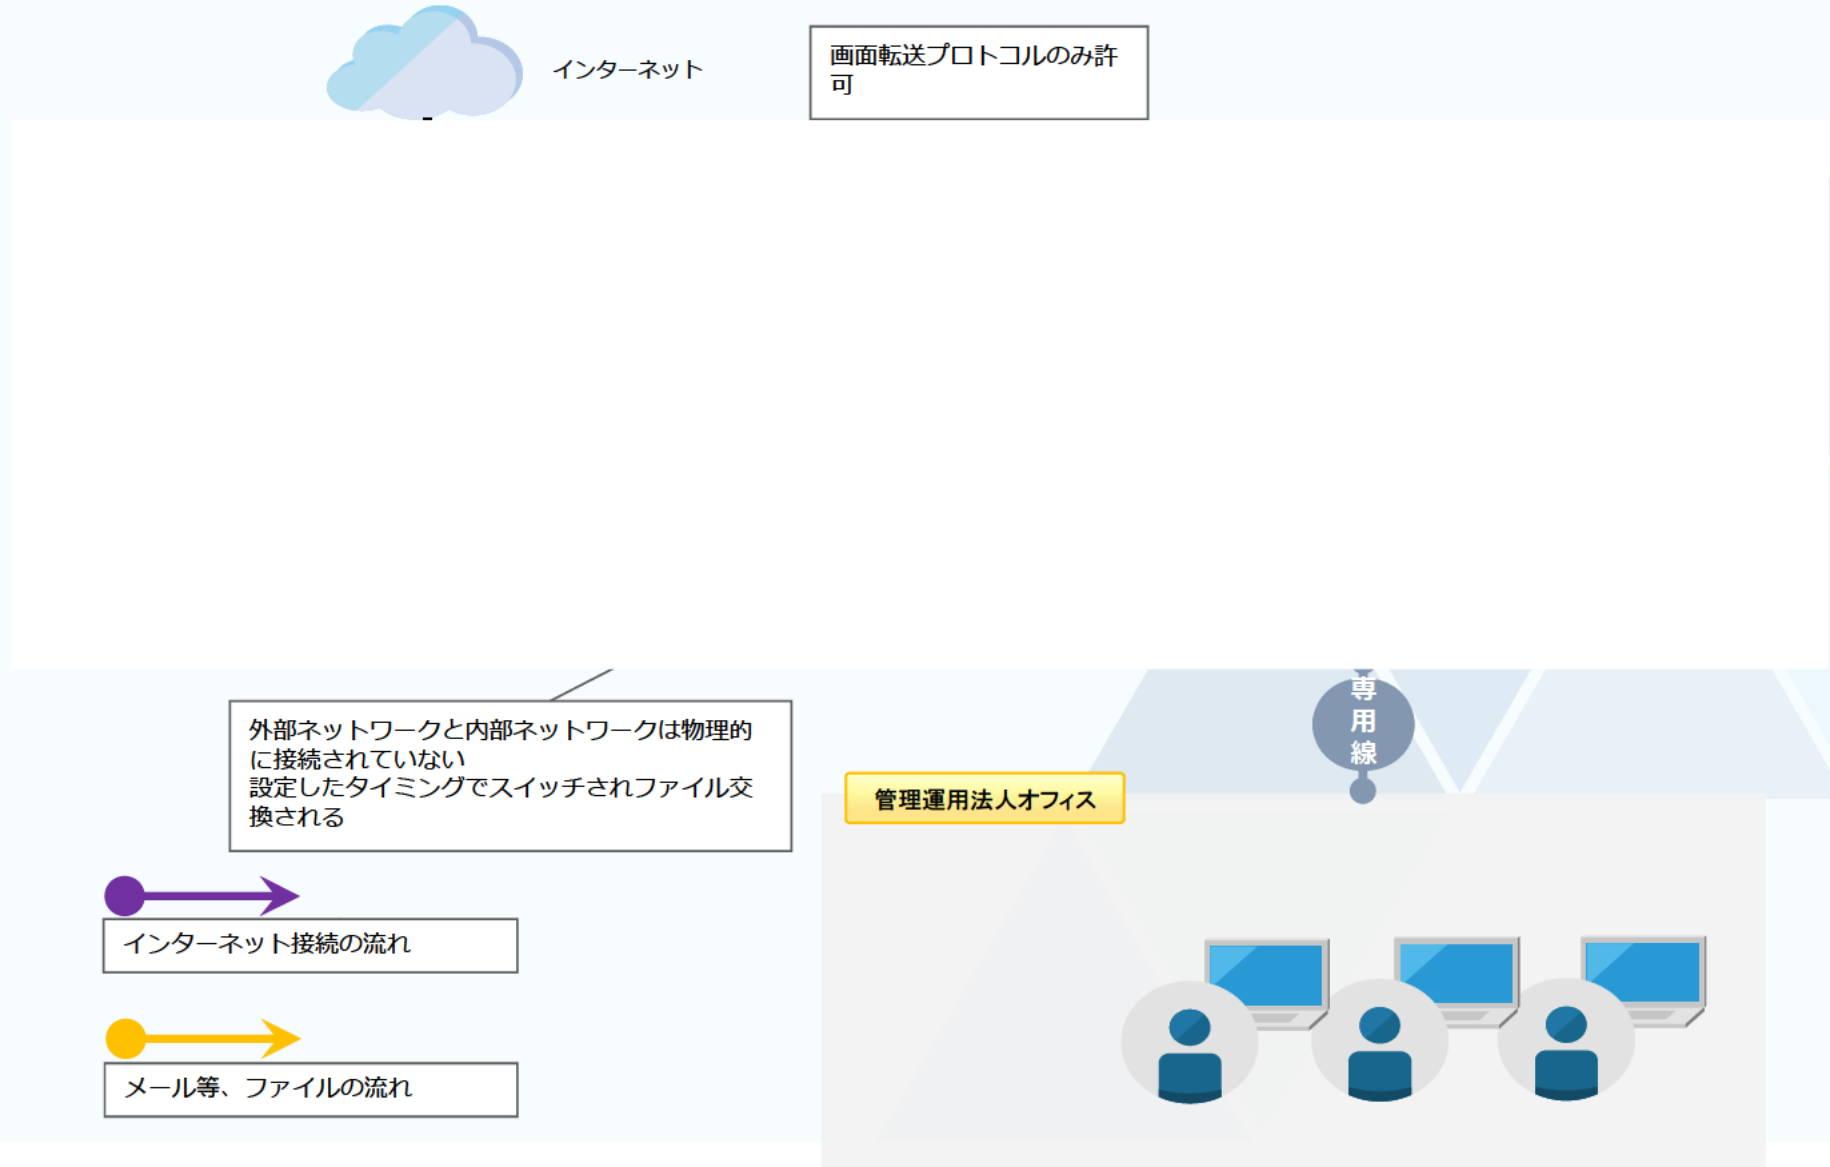 インターネット
画面転送プロトコルのみ許
可
専
用
線
外部ネットワークと内部ネットワークは物理的
に接続されていない
設定したタイミングでスイッチされファイル交
換される
管理運用法人オフィス
インターネット接続の流れ
メール等、ファイルの流れ